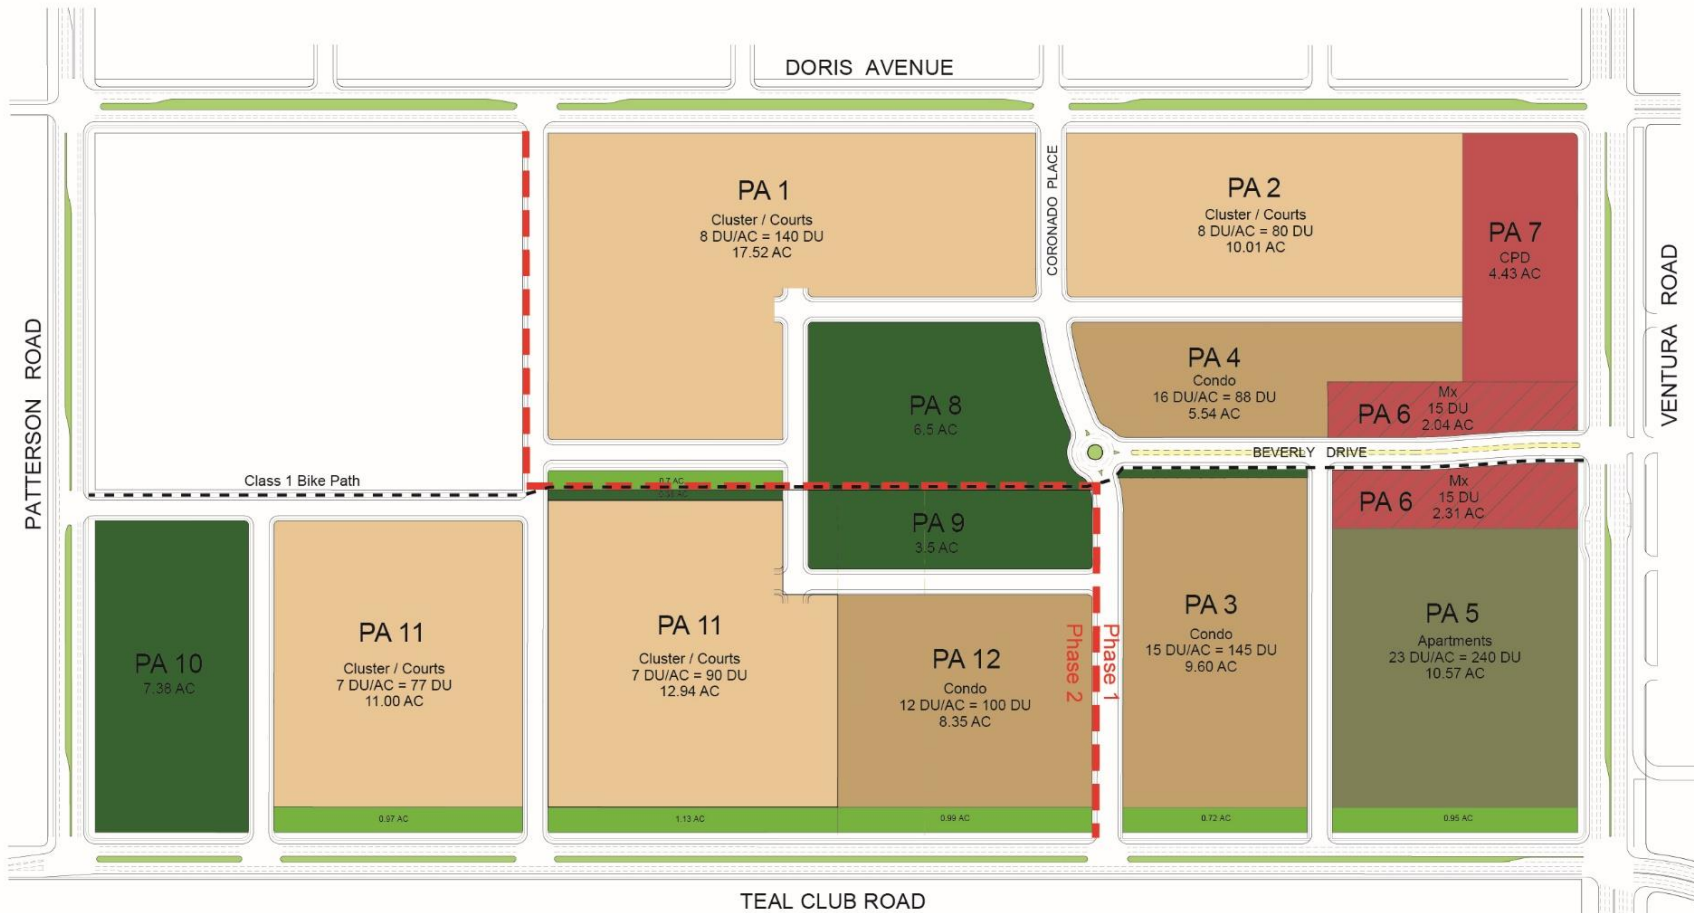 DORIS AVENUE
PATTERSON ROAD
VENTURA ROAD
CORONADO PLACE
PA 1
Cluster / Courts
8 DU/AC = 140 DU
17.52 AC
PA 2
Cluster / Courts
8 DU/AC = 80 DU
10.01 AC
PA 7
CPD
4.43 AC
PA 8
6.5 AC
PA 4
Condo
16 DU/AC = 88 DU
5.54 AC
PA 6
Mx
15 DU
2.04 AC
BEVERLY DRIVE
Class 1 Bike Path
0.7 AC
PA 9
3.5 AC
PA 6
Mx
15 DU
2.31 AC
PA 10
7.38 AC
PA 11
Cluster / Courts
7 DU/AC = 77 DU
11.00 AC
PA 11
Cluster / Courts
7 DU/AC = 90 DU
12.94 AC
PA 12
Condo
12 DU/AC = 100 DU
8.35 AC
Phase 2
Phase 1
PA 3
Condo
15 DU/AC = 145 DU
9.60 AC
PA 5
Apartments
23 DU/AC = 240 DU
10.57 AC
0.97 AC
1.13 AC
0.99 AC
0.72 AC
0.95 AC
TEAL CLUB ROAD